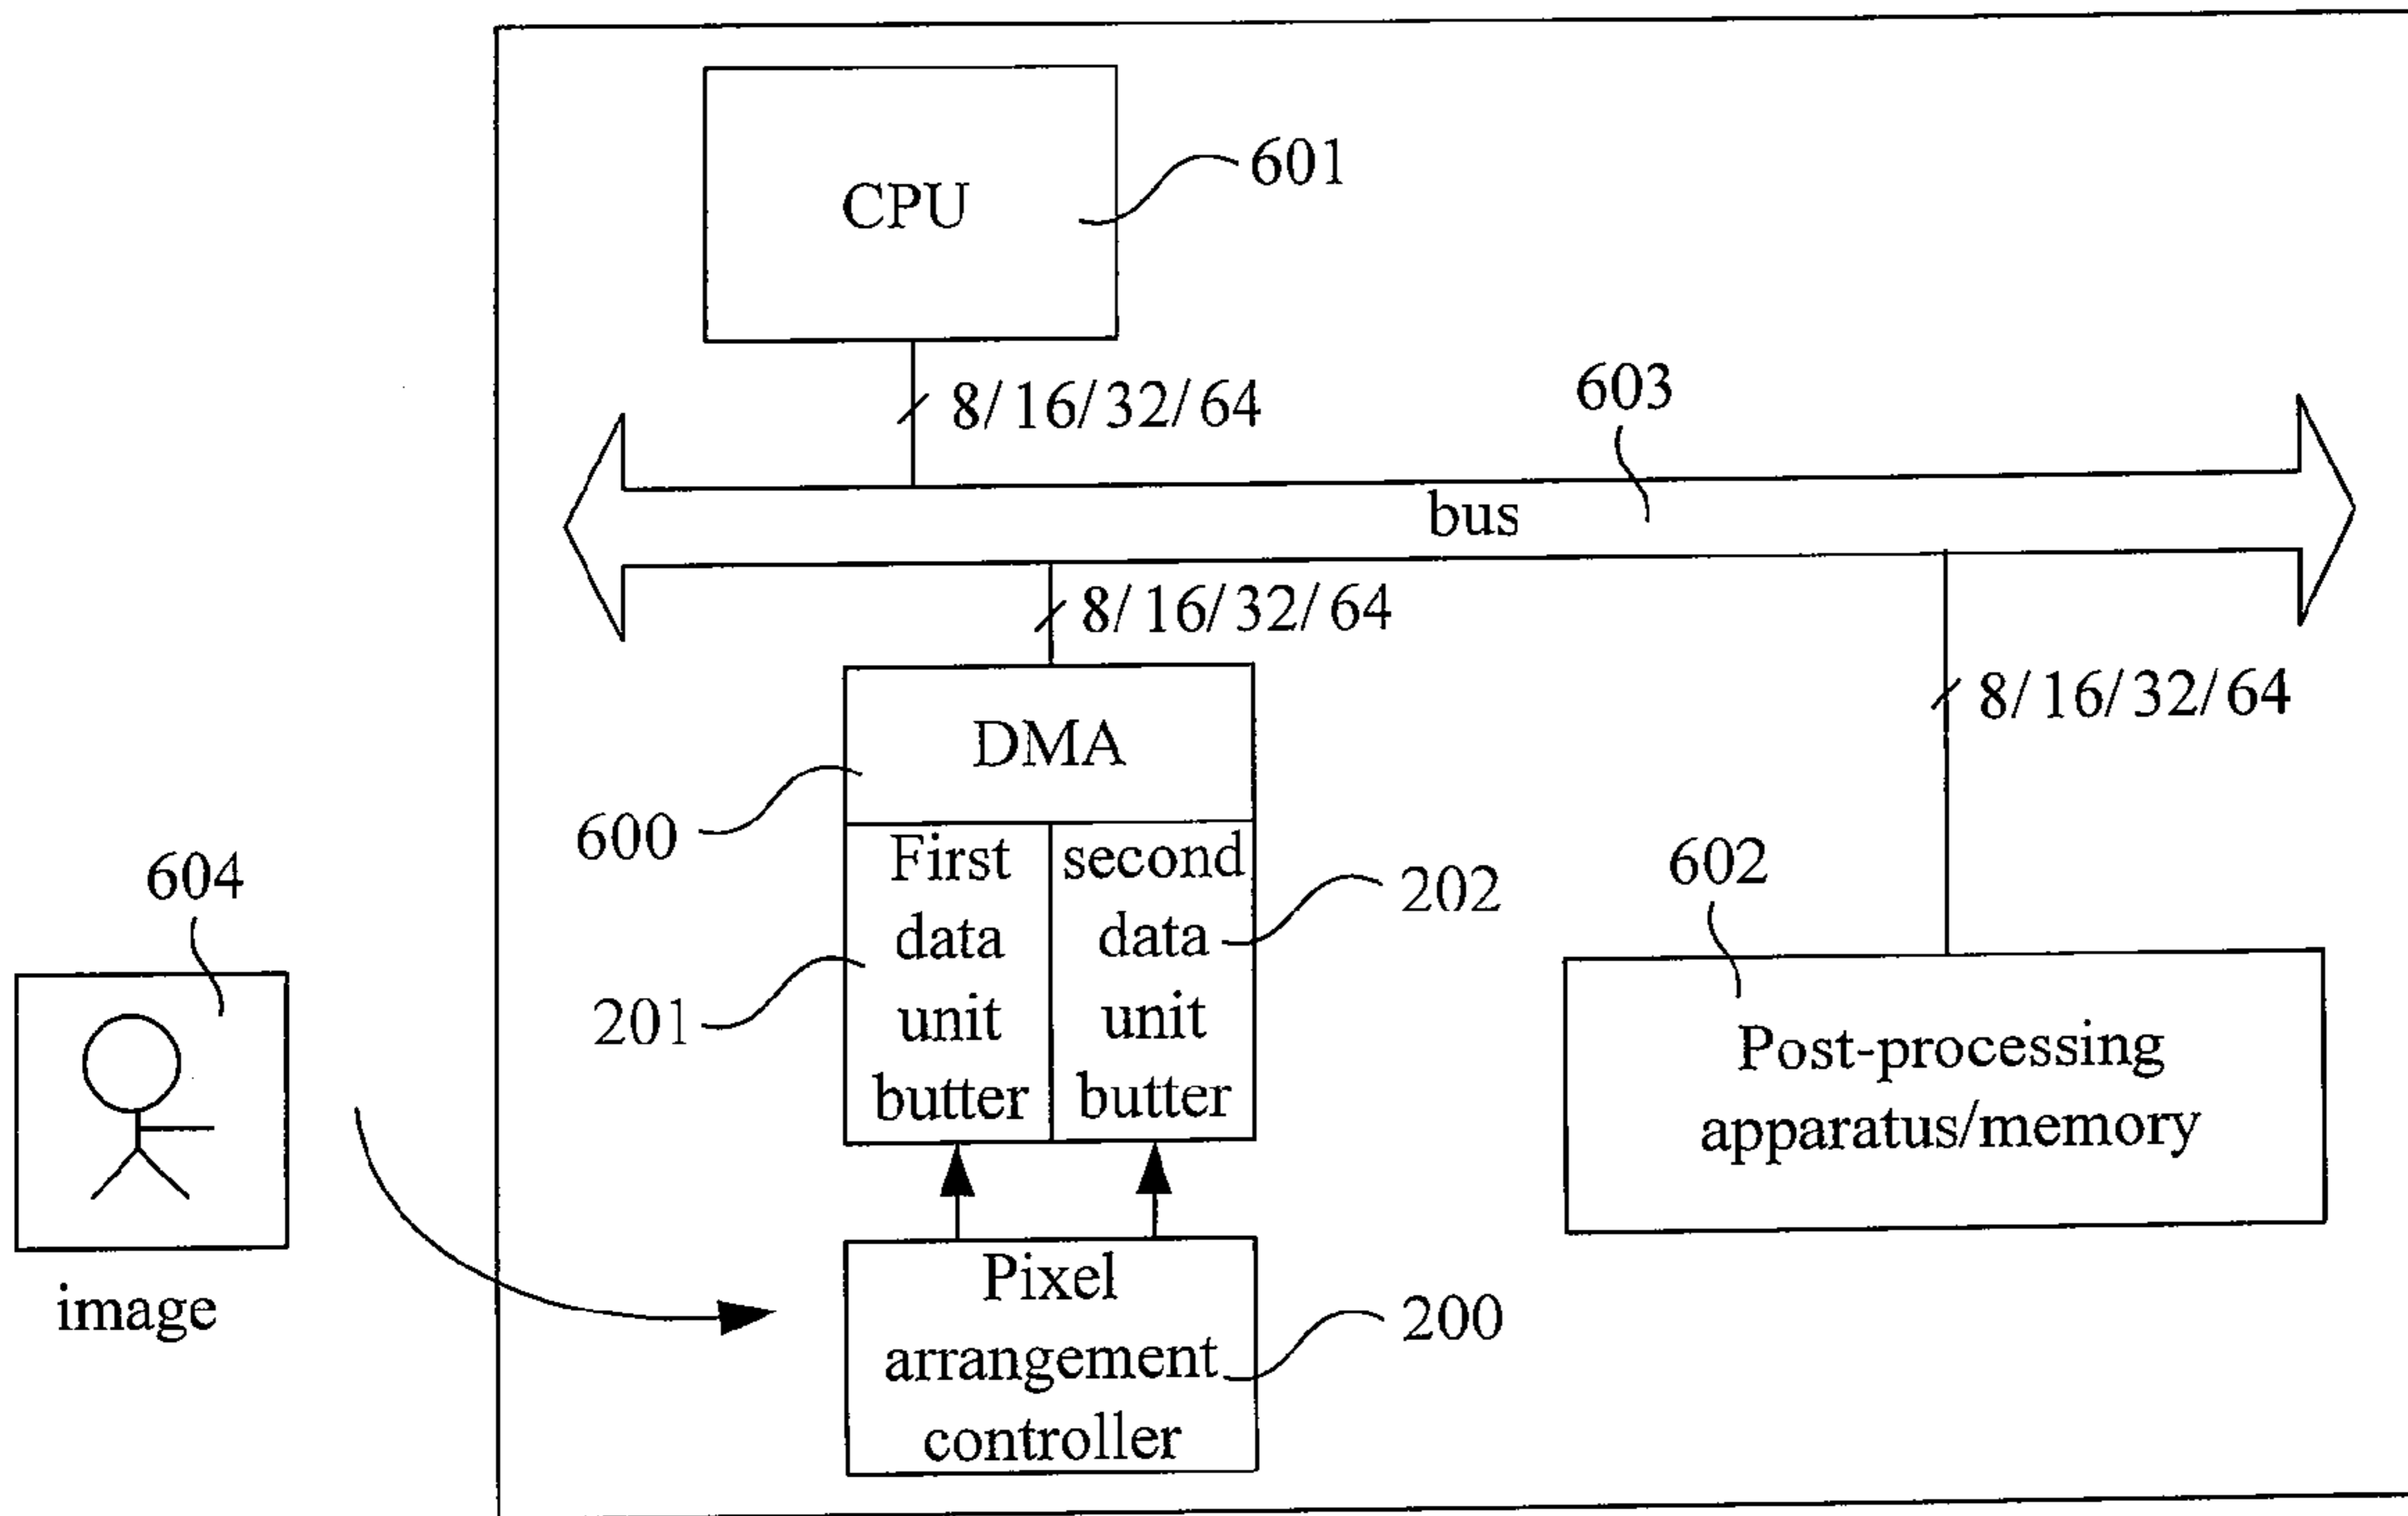 CPU
601
8/16/32/64
603
bus
8/16/32/64
8/16/32/64
DMA
600
First
data
unit
butter
second
data
unit
butter
201
202
604
602
Post-processing
apparatus/memory
image
Pixel
arrangement
controller
200